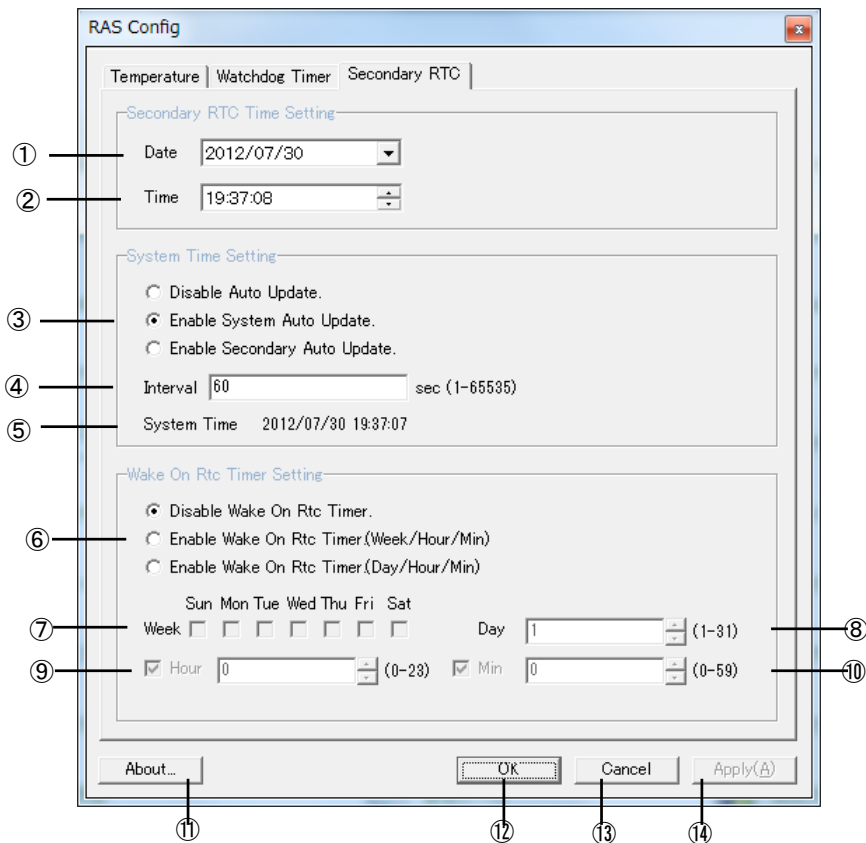 RAS Config
Temperature Watchdog Timer Secondary RTC
Secondary RTC Time Setting
① Date 2012/07/30
② Time 19:37:08
System Time Setting
Disable Auto Update.
③ Enable System Auto Update.
Enable Secondary Auto Update.
④ Interval 60 sec (1-65535)
⑤ System Time 2012/07/30 19:37:07
Wake On Rtc Timer Setting
Disable Wake On Rtc Timer.
⑥ Enable Wake On Rtc Timer.(Week/Hour/Min)
Enable Wake On Rtc Timer.(Day/Hour/Min)
Sun Mon Tue Wed Thu Fri Sat
⑦ Week Day 1 (1-31) ⑧
⑨ Hour 0 (0-23) Min 0 (0-59) ⑩
About... OK Cancel Apply(A)
⑪ ⑫ ⑬ ⑭